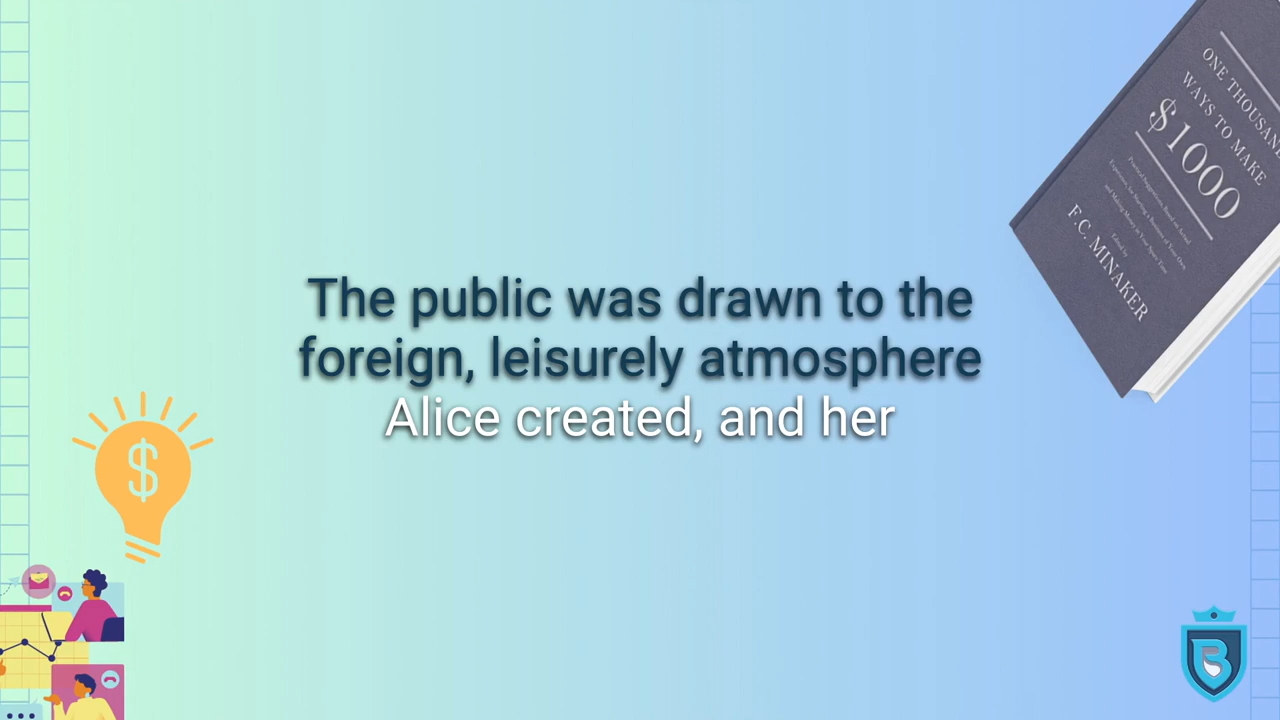 The public was drawn to the
foreign, leisurely atmosphere
Alice created, and her
ONE THOUSAND
WAYS TO MAKE
$1000
F.C. MINAKER
$
B